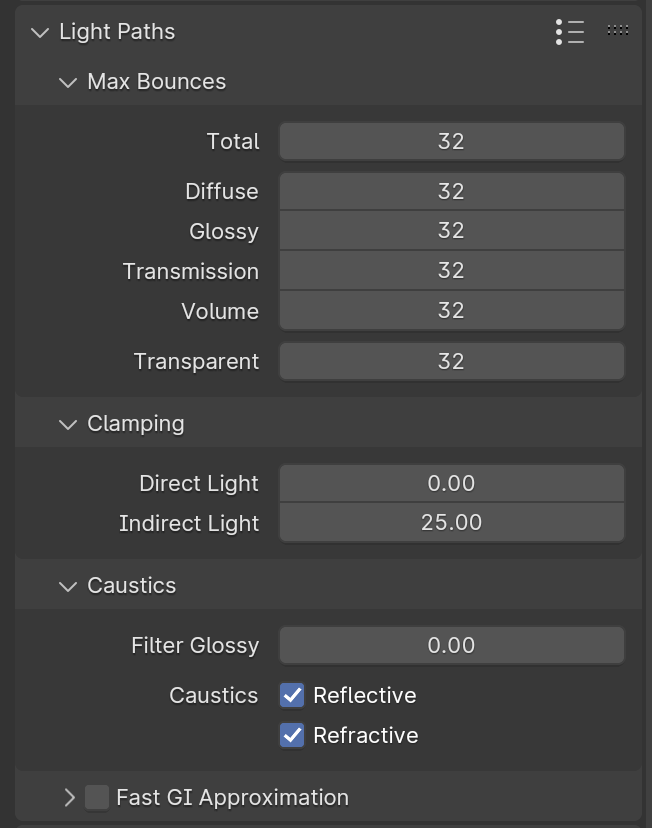 Light Paths
Max Bounces
Total 32
Diffuse 32
Glossy 32
Transmission 32
Volume 32
Transparent 32
Clamping
Direct Light 0.00
Indirect Light 25.00
Caustics
Filter Glossy 0.00
Caustics Reflective
Refractive
Fast GI Approximation